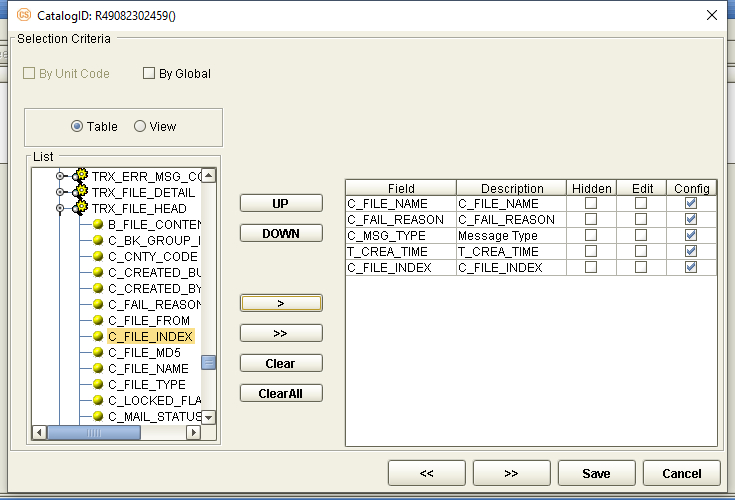 CS CatalogID: R49082302459()
Selection Criteria
By Unit Code By Global
Table View
List
TRX_ERR_MSG_CO
TRX_FILE_DETAIL
TRX_FILE_HEAD
B_FILE_CONTEN
C_BK_GROUP_I
C_CNTY_CODE
C_CREATED_BU
C_CREATED_BY
C_FAIL_REASON
C_FILE_FROM
C_FILE_INDEX
C_FILE_MD5
C_FILE_NAME
C_FILE_TYPE
C_LOCKED_FLA
C_MAIL_STATUS
UP
DOWN
>
>>
Clear
ClearAll
Field Description Hidden Edit Config
C_FILE_NAME C_FILE_NAME
C_FAIL_REASON C_FAIL_REASON
C_MSG_TYPE Message Type
T_CREA_TIME T_CREA_TIME
C_FILE_INDEX C_FILE_INDEX
<< >> Save Cancel